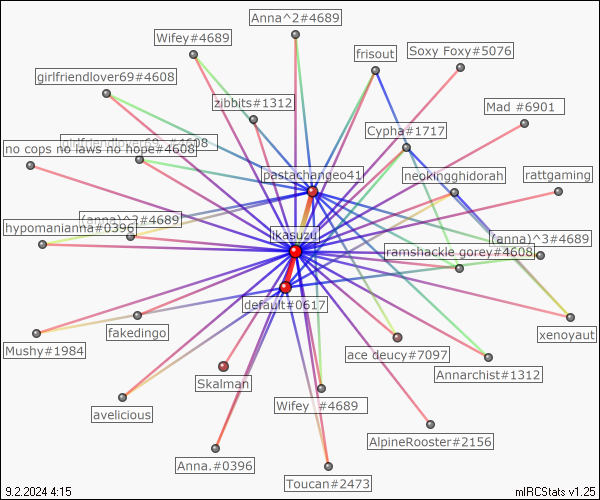 Anna^2#4689
Wifey#4689
frisout
Soxy Foxy#5076
girlfriendlover69#4608
zibbits#1312
Mad #6901
Cypha#1717
#4608
no cops no laws no hope#4608
pastachangeo41
neokingghidorah
rattgaming
(anna)^2#4689
hypomanianna#0396
ikasuzu
(anna)^3#4689
ramshackle gorey#4608
default#0617
fakedingo
xenoyaut
Mushy#1984
ace deucy#7097
Skalman
Annarchist#1312
avelicious
Wifey #4689
AlpineRooster#2156
Anna.#0396
Toucan#2473
9.2.2024 4:15
mIRCStats v1.25